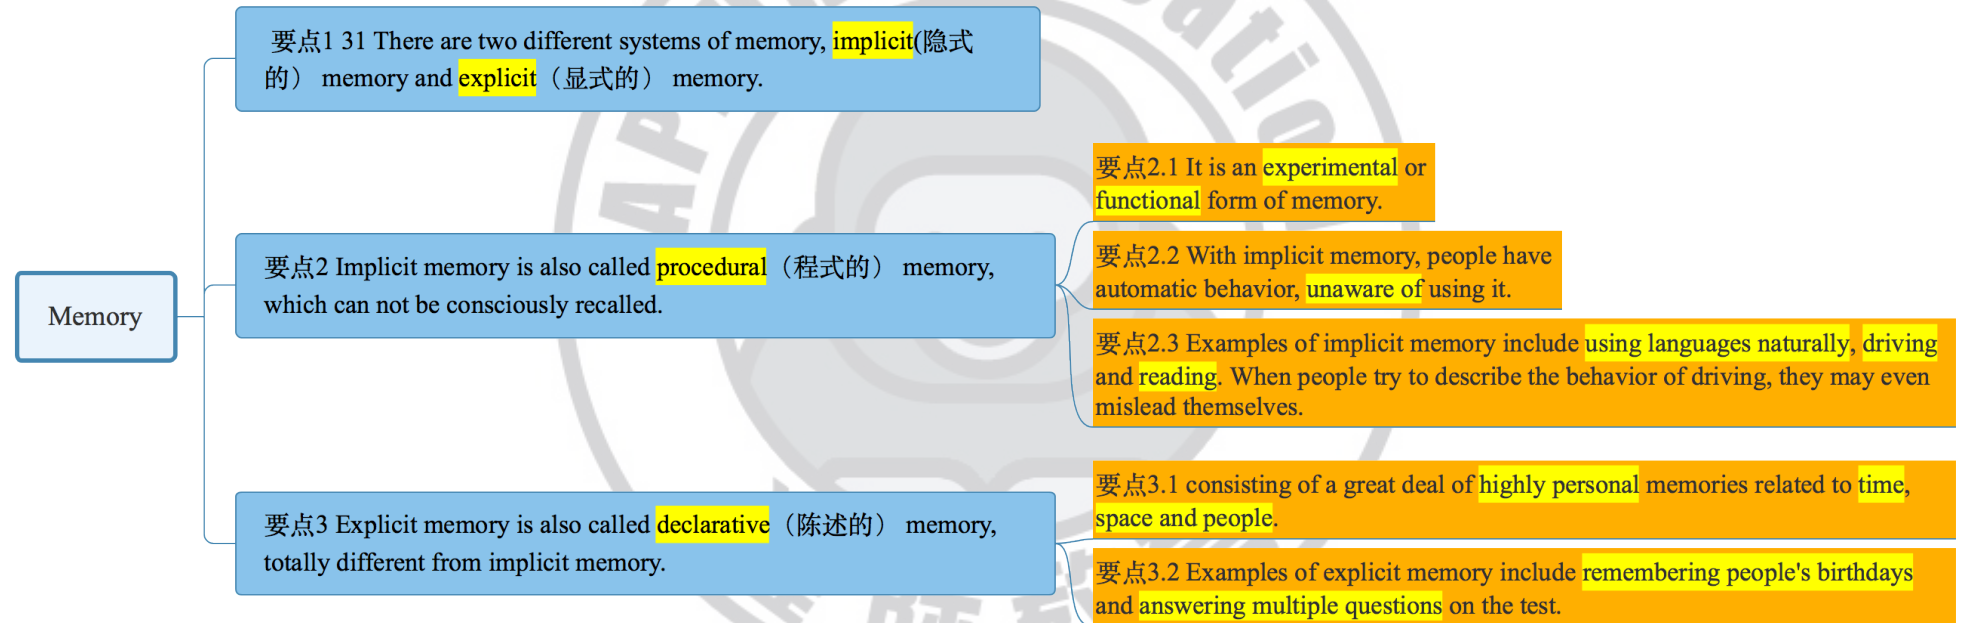 要点1 31 There are two different systems of memory, implicit(隐式
的） memory and explicit（显式的） memory.
要点2.1 It is an experimental or
functional form of memory.
要点2.2 With implicit memory, people have
automatic behavior, unaware of using it.
要点2 Implicit memory is also called procedural（程式的） memory,
which can not be consciously recalled.
Memory
要点2.3 Examples of implicit memory include using languages naturally, driving
and reading. When people try to describe the behavior of driving, they may even
mislead themselves.
要点3 Explicit memory is also called declarative（陈述的） memory,
totally different from implicit memory.
要点3.1 consisting of a great deal of highly personal memories related to time,
space and people.
要点3.2 Examples of explicit memory include remembering people's birthdays
and answering multiple questions on the test.